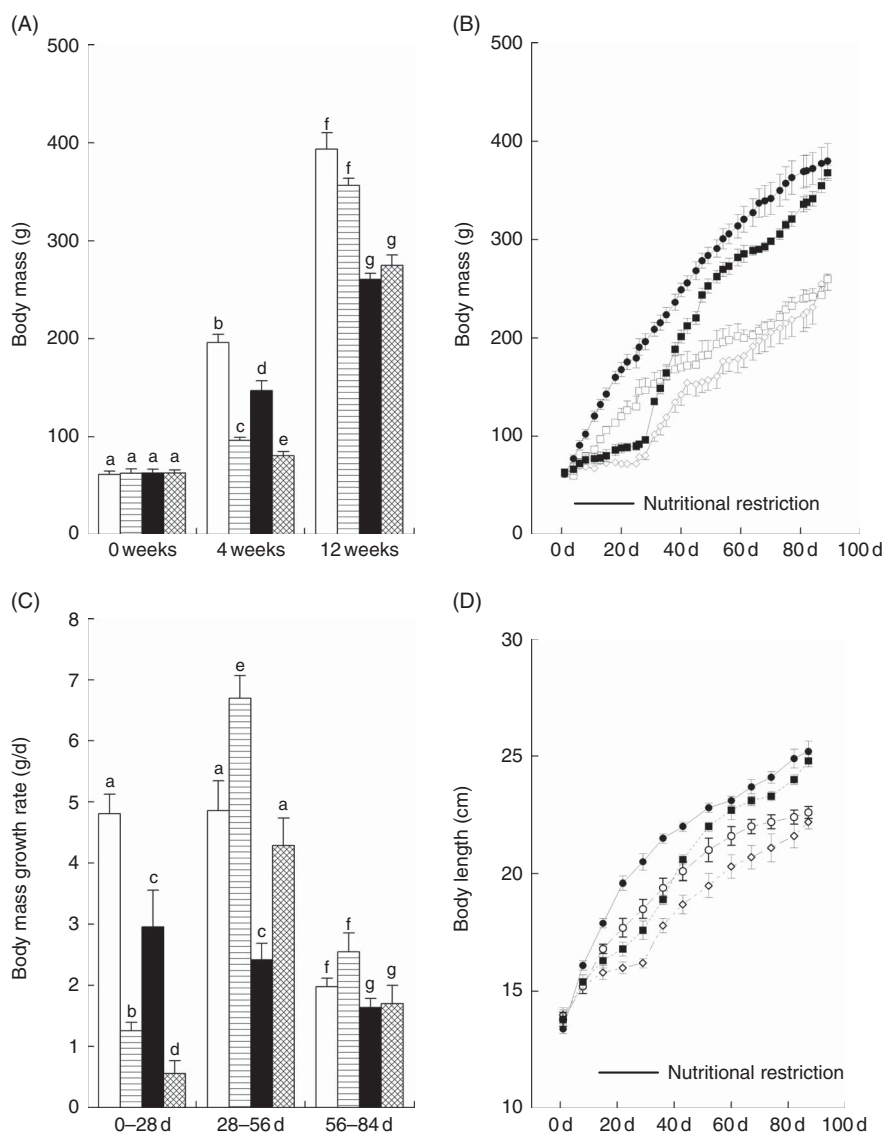 (A)
500
400
300
200
100
0
Body mass (g)
a a a a
b
c
d
e
f
f
g
g
0 weeks 4 weeks 12 weeks
(B)
500
400
300
200
100
0
Body mass (g)
Nutritional restriction
0 d 20 d 40 d 60 d 80 d 100 d
(C)
8
7
6
5
4
3
2
1
0
Body mass growth rate (g/d)
a
b
c
d
a
e
c
a
f
f
g
g
0–28 d 28–56 d 56–84 d
(D)
30
25
20
15
10
Body length (cm)
Nutritional restriction
0 d 20 d 40 d 60 d 80 d 100 d